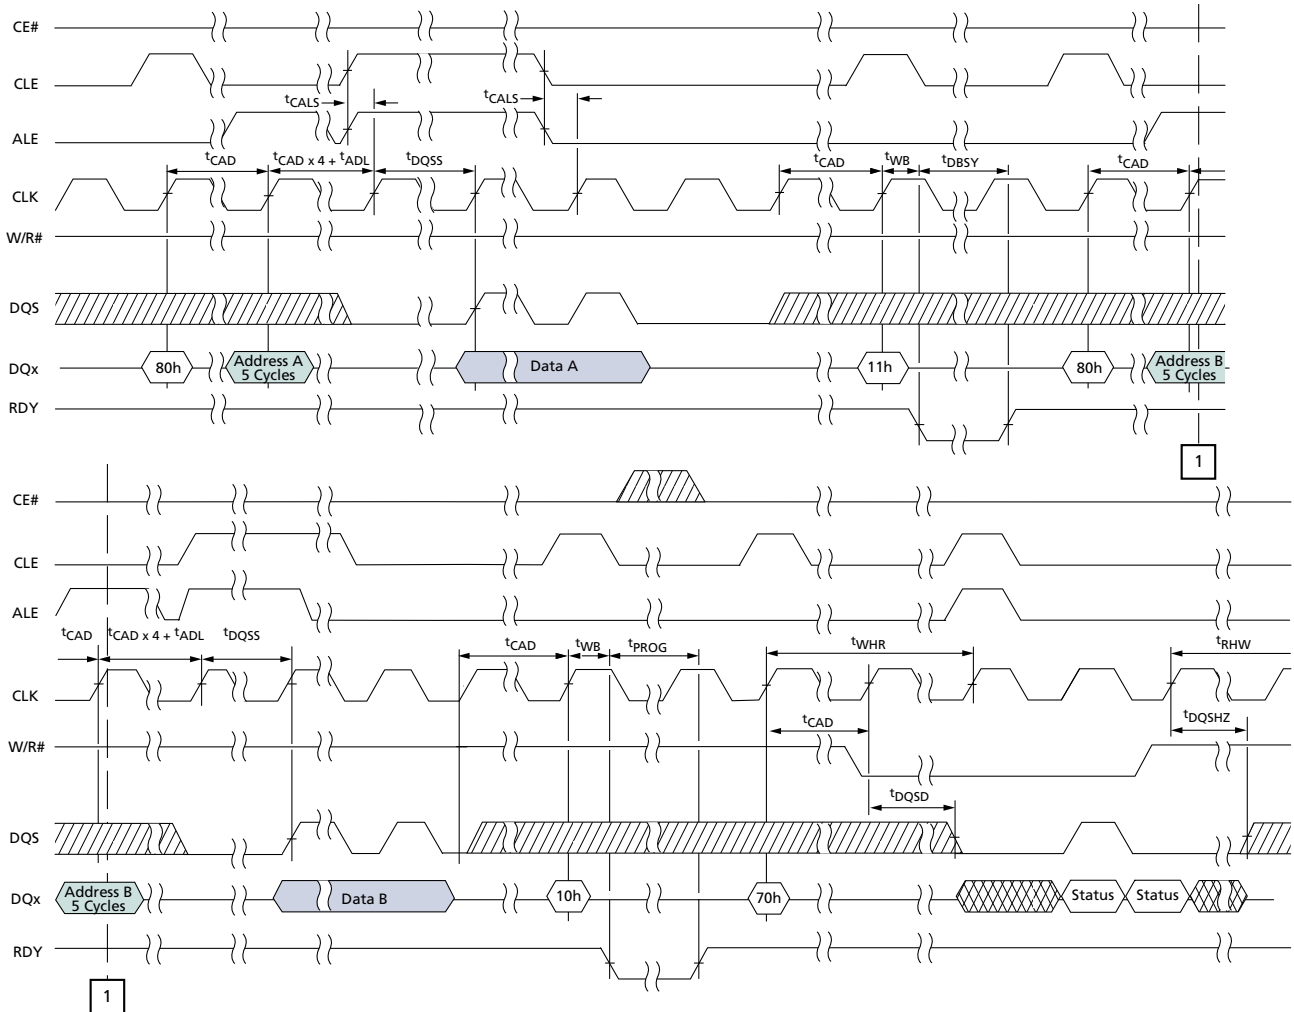 CE#
CLE
tCALS
tCALS
ALE
tCAD
tCAD x 4 + tADL
tDQSS
tCAD
tWB
tDBSY
tCAD
CLK
W/R#
DQS
DQx
80h
Address A
5 Cycles
Data A
11h
80h
Address B
5 Cycles
RDY
1
CE#
CLE
ALE
tCAD
tCAD x 4 + tADL
tDQSS
tCAD
tWB
tPROG
tWHR
tRHW
CLK
tCAD
tDQSHZ
W/R#
tDQSD
DQS
DQx
Address B
5 Cycles
Data B
10h
70h
Status
Status
RDY
1